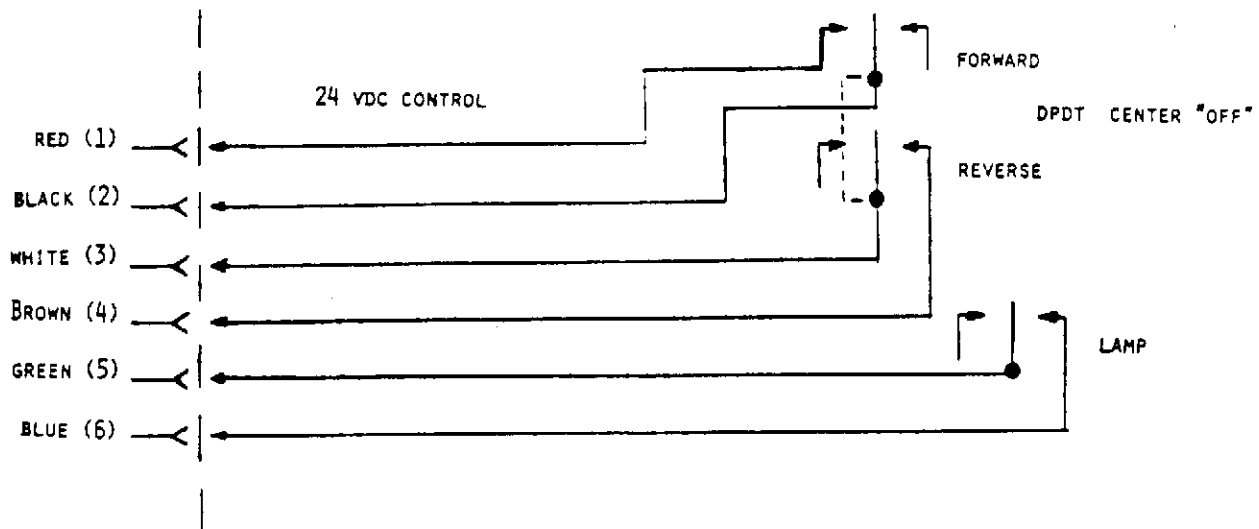 FORWARD
24 VDC CONTROL
DPDT CENTER "OFF"
RED (1)
REVERSE
BLACK (2)
WHITE (3)
BROWN (4)
LAMP
GREEN (5)
BLUE (6)